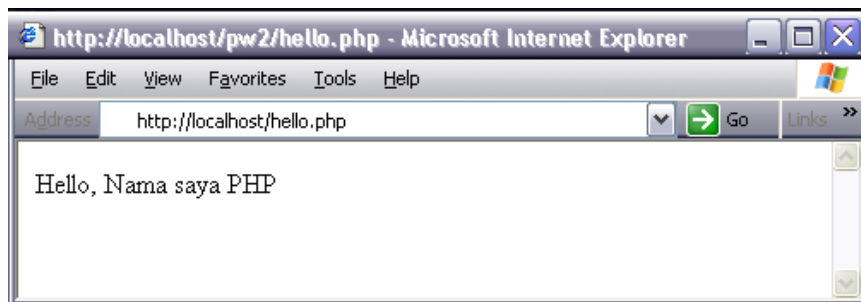 http://localhost/pw2/hello.php - Microsoft Internet Explorer
File Edit View Favorites Tools Help
Address http://localhost/hello.php Go Links »
Hello, Nama saya PHP